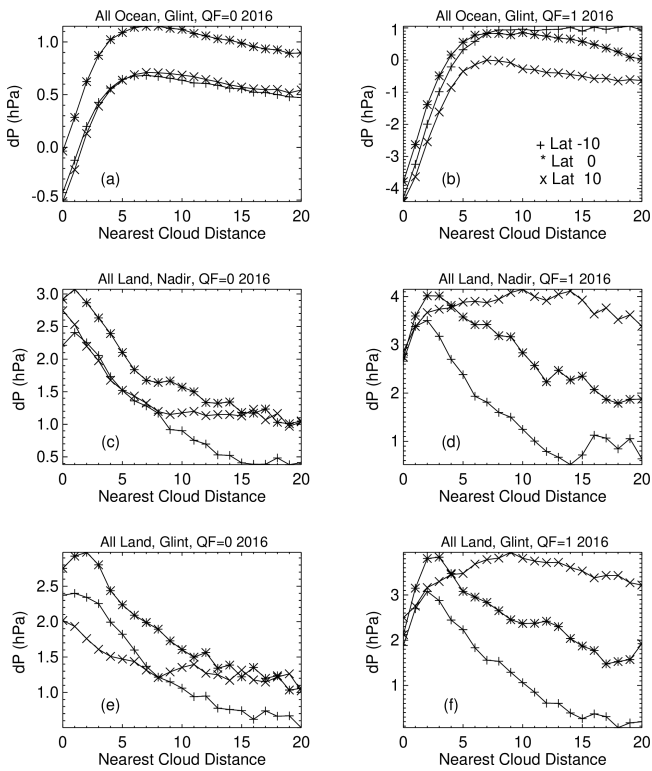 All Ocean, Glint, QF=0 2016
1.0
0.5
0.0
-0.5
dP (hPa)
(a)
0 5 10 15 20
Nearest Cloud Distance
All Ocean, Glint, QF=1 2016
1
0
-1
-2
-3
-4
dP (hPa)
+ Lat -10
* Lat 0
x Lat 10
(b)
0 5 10 15 20
Nearest Cloud Distance
All Land, Nadir, QF=0 2016
3.0
2.5
2.0
1.5
1.0
0.5
dP (hPa)
(c)
0 5 10 15 20
Nearest Cloud Distance
All Land, Nadir, QF=1 2016
4
3
2
1
dP (hPa)
(d)
0 5 10 15 20
Nearest Cloud Distance
All Land, Glint, QF=0 2016
2.5
2.0
1.5
1.0
dP (hPa)
(e)
0 5 10 15 20
Nearest Cloud Distance
All Land, Glint, QF=1 2016
3
2
1
dP (hPa)
(f)
0 5 10 15 20
Nearest Cloud Distance